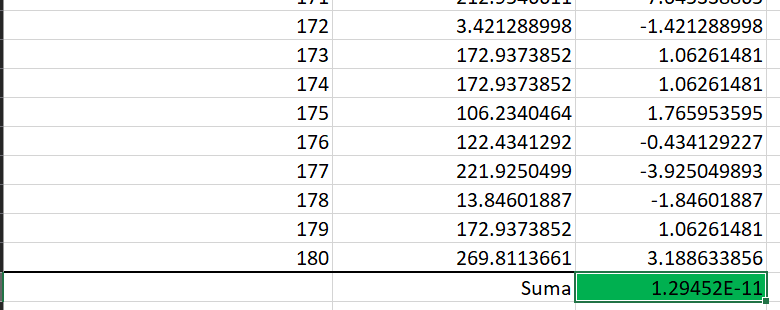 172 3.421288998 -1.421288998
173 172.9373852 1.06261481
174 172.9373852 1.06261481
175 106.2340464 1.765953595
176 122.4341292 -0.434129227
177 221.9250499 -3.925049893
178 13.84601887 -1.84601887
179 172.9373852 1.06261481
180 269.8113661 3.188633856
Suma 1.29452E-11